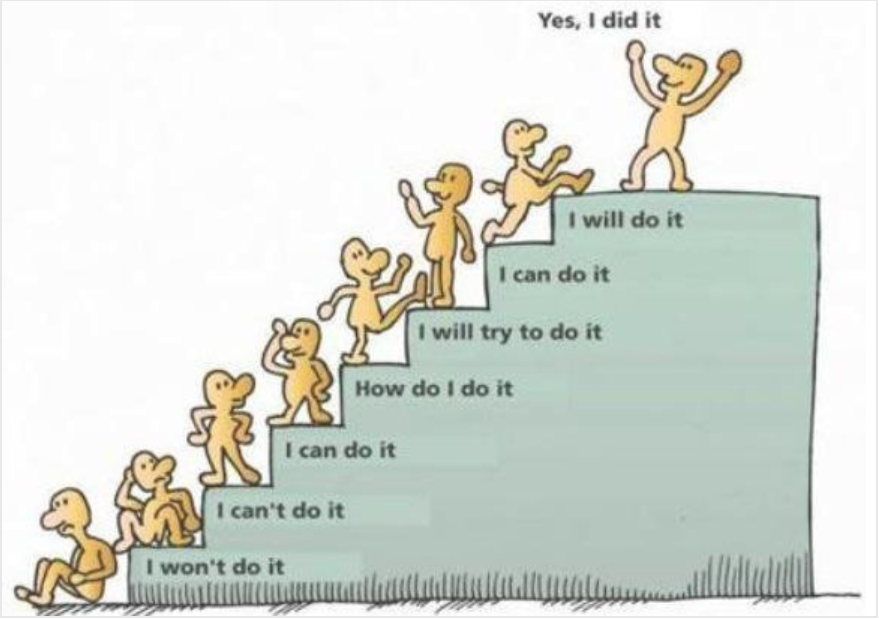 Yes, I did it
I will do it
I can do it
I will try to do it
How do I do it
I can do it
I can't do it
I won't do it